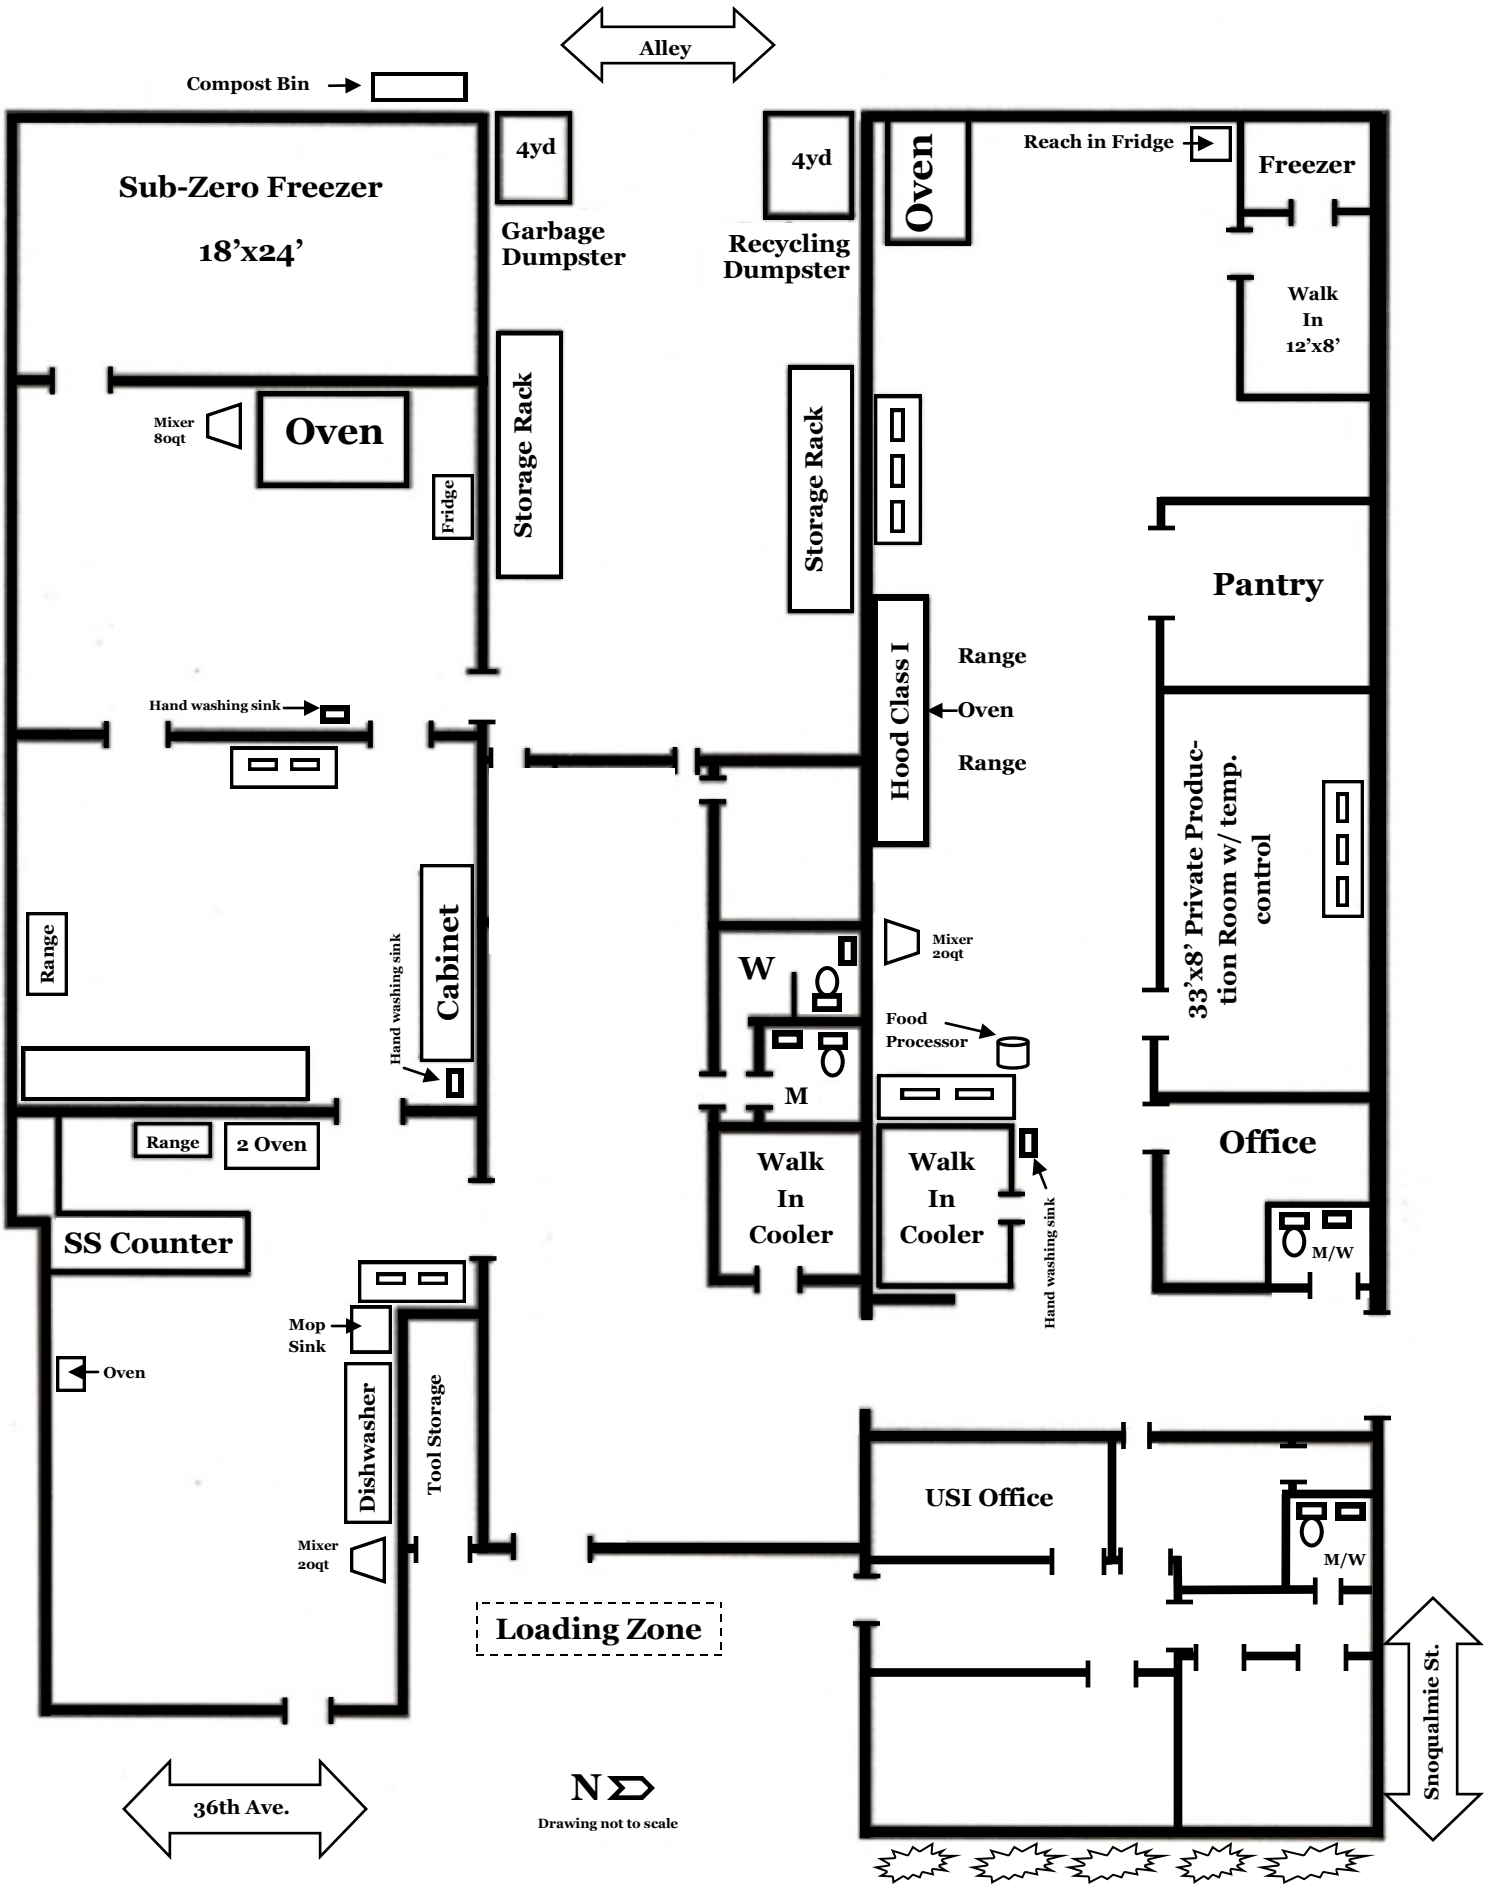 Alley
Compost Bin
4yd
Garbage
Dumpster
4yd
Recycling
Dumpster
Sub-Zero Freezer
18’x24’
Oven
Reach in Fridge
Freezer
Walk
In
12’x8’
Mixer
80qt
Oven
Fridge
Storage Rack
Storage Rack
Pantry
Hood Class I
Range
Oven
Range
Hand washing sink
33’x8’ Private Produc-
tion Room w/ temp.
control
Range
Cabinet
Hand washing sink
W
M
Mixer
20qt
Food
Processor
Range
2 Oven
SS Counter
Walk
In
Cooler
Walk
In
Cooler
Hand washing sink
Office
M/W
Mop
Sink
Oven
Dishwasher
Tool Storage
Mixer
20qt
USI Office
M/W
Loading Zone
Snoqualmie St.
36th Ave.
N
Drawing not to scale